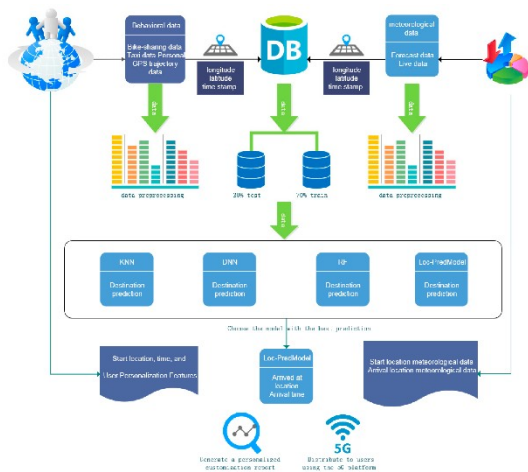 Behavioral data
Bike-sharing data
Taxi data Personal
GPS trajectory
data
longitude
latitude
time stamp
DB
longitude
latitude
time stamp
meteorological
data
Forecast data
Live data
data
data
data
data preprocessing
test
70% train
data preprocessing
data
KNN
Destination
prediction
DNN
Destination
prediction
RF
Destination
prediction
Loc-PredModel
Destination
prediction
Choose the model with the best prediction
Start location, time, and
User Personalization Features
Loc-PredModel
Arrived at
location
Arrival time
Start location meteorological data
Arrival location meteorological data
5G
Generate a personalized
customization report
Distribute to users
using the 5G platform